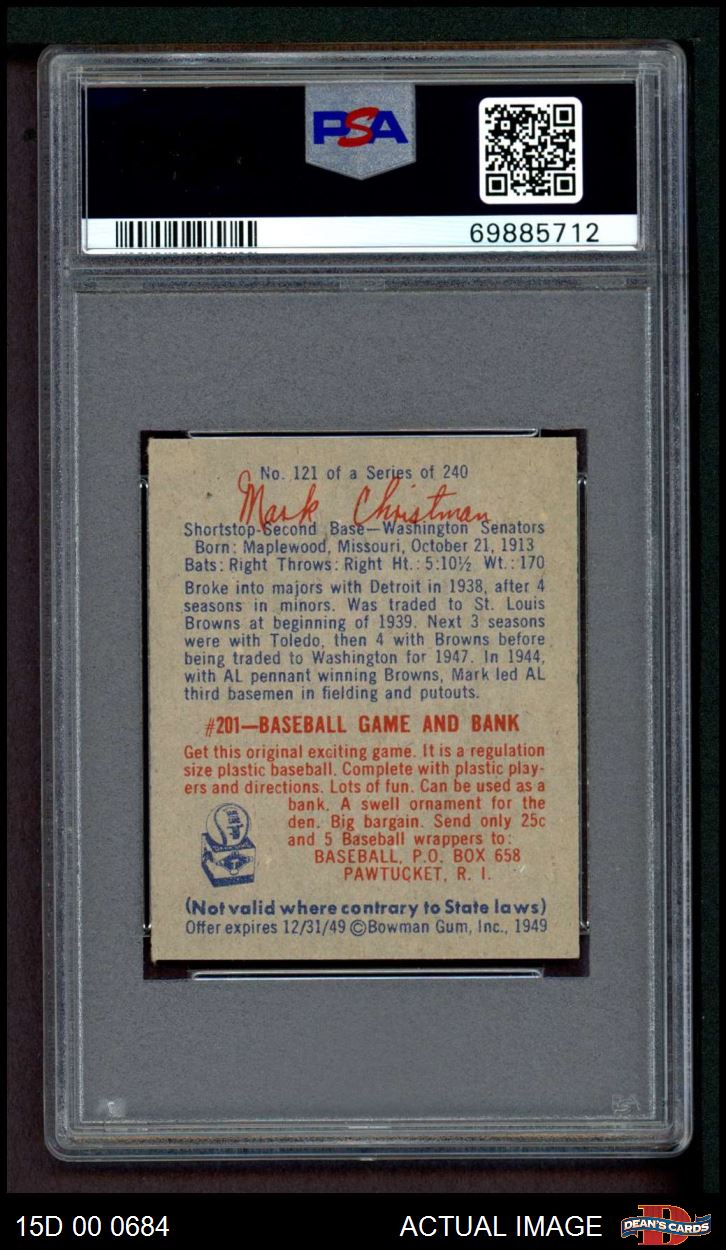 PSA
69885712
No. 121 of a Series of 240
Mark Christman
Shortstop-Second Base—Washington Senators
Born: Maplewood, Missouri, October 21, 1913
Bats: Right Throws: Right Ht.: 5:10½ Wt.: 170
Broke into majors with Detroit in 1938, after 4
seasons in minors. Was traded to St. Louis
Browns at beginning of 1939. Next 3 seasons
were with Toledo, then 4 with Browns before
being traded to Washington for 1947. In 1944,
with AL pennant winning Browns, Mark led AL
third basemen in fielding and putouts.
#201—BASEBALL GAME AND BANK
Get this original exciting game. It is a regulation
size plastic baseball. Complete with plastic play-
ers and directions. Lots of fun. Can be used as a
bank. A swell ornament for the
den. Big bargain. Send only 25c
and 5 Baseball wrappers to:
BASEBALL, P.O. BOX 658
PAWTUCKET, R. I.
(Not valid where contrary to State laws)
Offer expires 12/31/49 ©Bowman Gum, Inc., 1949
PSA
15D 00 0684
ACTUAL IMAGE
DEAN'S CARDS